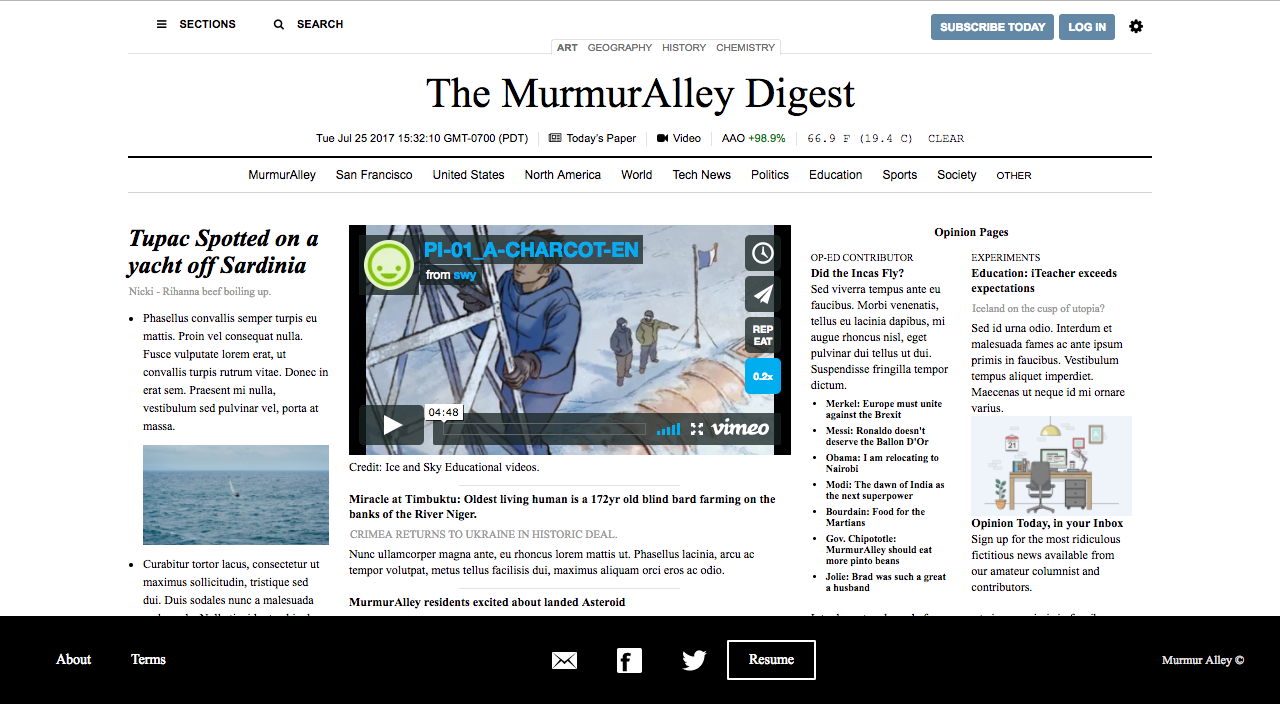 SECTIONS SEARCH SUBSCRIBE TODAY LOG IN
ART GEOGRAPHY HISTORY CHEMISTRY
The MurmurAlley Digest
Tue Jul 25 2017 15:32:10 GMT-0700 (PDT) Today's Paper Video AAO +98.9% 66.9 F (19.4 C) CLEAR
MurmurAlley San Francisco United States North America World Tech News Politics Education Sports Society OTHER
Tupac Spotted on a
yacht off Sardinia
Nicki - Rihanna beef boiling up.
Phasellus convallis semper turpis eu
mattis. Proin vel consequat nulla.
Fusce vulputate lorem erat, ut
convallis turpis rutrum vitae. Donec in
erat sem. Praesent mi nulla,
vestibulum sed pulvinar vel, porta at
massa.
Curabitur tortor lacus, consectetur ut
maximus sollicitudin, tristique sed
dui. Duis sodales nunc a malesuada
PI-01_A-CHARCOT-EN
from swy
REP
EAT
0.2x
04:48
vimeo
Credit: Ice and Sky Educational videos.
Miracle at Timbuktu: Oldest living human is a 172yr old blind bard farming on the
banks of the River Niger.
CRIMEA RETURNS TO UKRAINE IN HISTORIC DEAL.
Nunc ullamcorper magna ante, eu rhoncus lorem mattis ut. Phasellus lacinia, arcu ac
tempor volutpat, metus tellus facilisis dui, maximus aliquam orci eros ac odio.
MurmurAlley residents excited about landed Asteroid
Opinion Pages
OP-ED CONTRIBUTOR
Did the Incas Fly?
Sed viverra tempus ante eu
faucibus. Morbi venenatis,
tellus eu lacinia dapibus, mi
augue rhoncus nisl, eget
pulvinar dui tellus ut dui.
Suspendisse fringilla tempor
dictum.
Merkel: Europe must unite
against the Brexit
Messi: Ronaldo doesn't
deserve the Ballon D'Or
Obama: I am relocating to
Nairobi
Modi: The dawn of India as
the next superpower
Bourdain: Food for the
Martians
Gov. Chipotle:
MurmurAlley should eat
more pinto beans
Jolie: Brad was such a great
a husband
EXPERIMENTS
Education: iTeacher exceeds
expectations
Iceland on the cusp of utopia?
Sed id urna odio. Interdum et
malesuada fames ac ante ipsum
primis in faucibus. Vestibulum
tempus aliquet imperdiet.
Maecenas ut neque id mi ornare
varius.
21
Opinion Today, in your Inbox
Sign up for the most ridiculous
fictitious news available from
our amateur columnist and
contributors.
About Terms Resume Murmur Alley ©